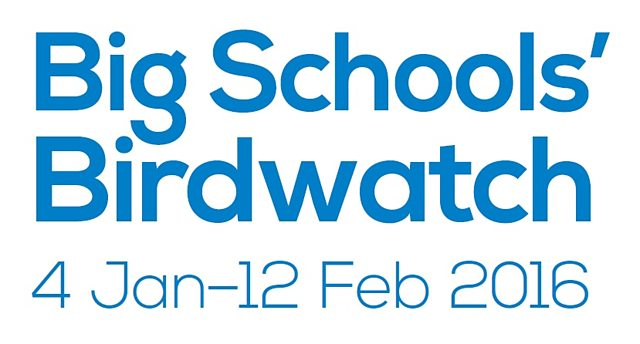 Big Schools’
Birdwatch
4 Jan–12 Feb 2016